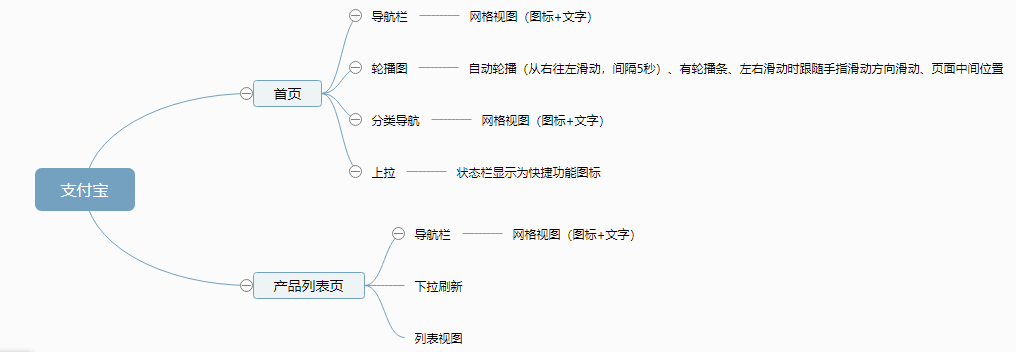 导航栏
网格视图（图标+文字）
轮播图
自动轮播（从右往左滑动，间隔5秒）、有轮播条、左右滑动时跟随手指滑动方向滑动、页面中间位置
首页
分类导航
网格视图（图标+文字）
上拉
状态栏显示为快捷功能图标
支付宝
导航栏
网格视图（图标+文字）
产品列表页
下拉刷新
列表视图